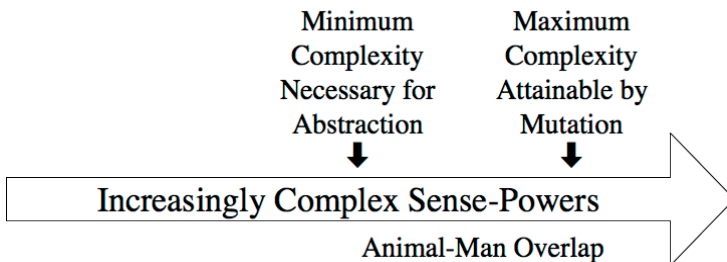 Minimum
Complexity
Necessary for
Abstraction
Maximum
Complexity
Attainable by
Mutation
Increasingly Complex Sense-Powers
Animal-Man Overlap